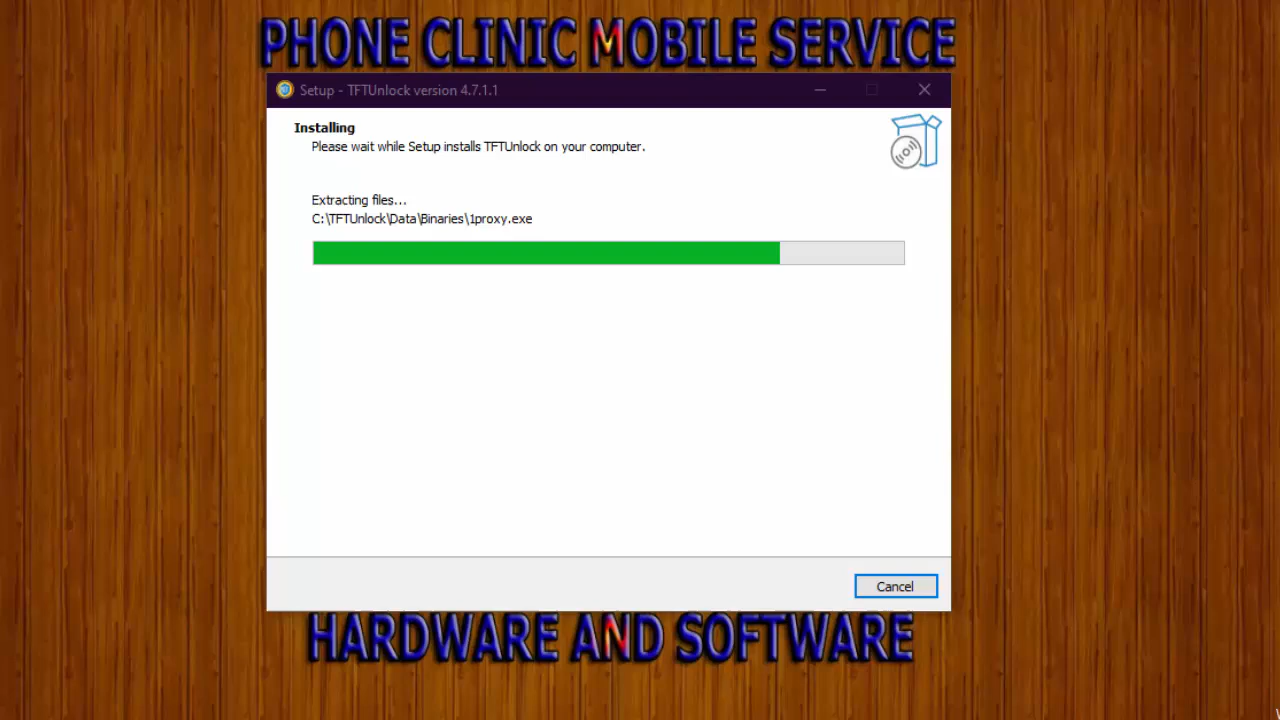 PHONE CLINIC MOBILE SERVICE
Setup - TFTUnlock version 4.7.1.1
Installing
Please wait while Setup installs TFTUnlock on your computer.
Extracting files...
C:\TFTUnlock\Data\Binaries\1proxy.exe
Cancel
HARDWARE AND SOFTWARE